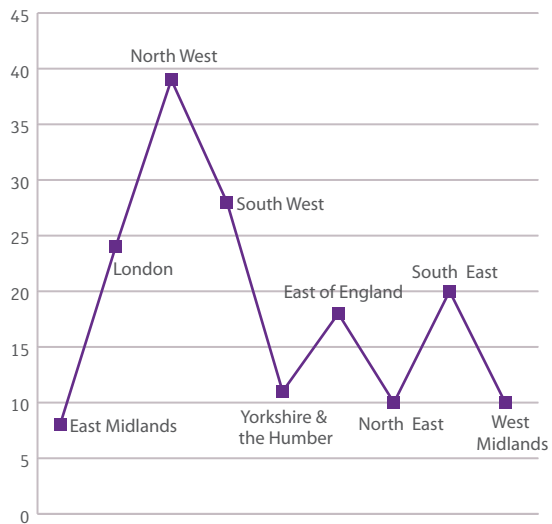 45
North West
40
35
30
South West
25
London
South East
20
East of England
15
10
East Midlands
Yorkshire &
the Humber
North East
West
Midlands
5
0